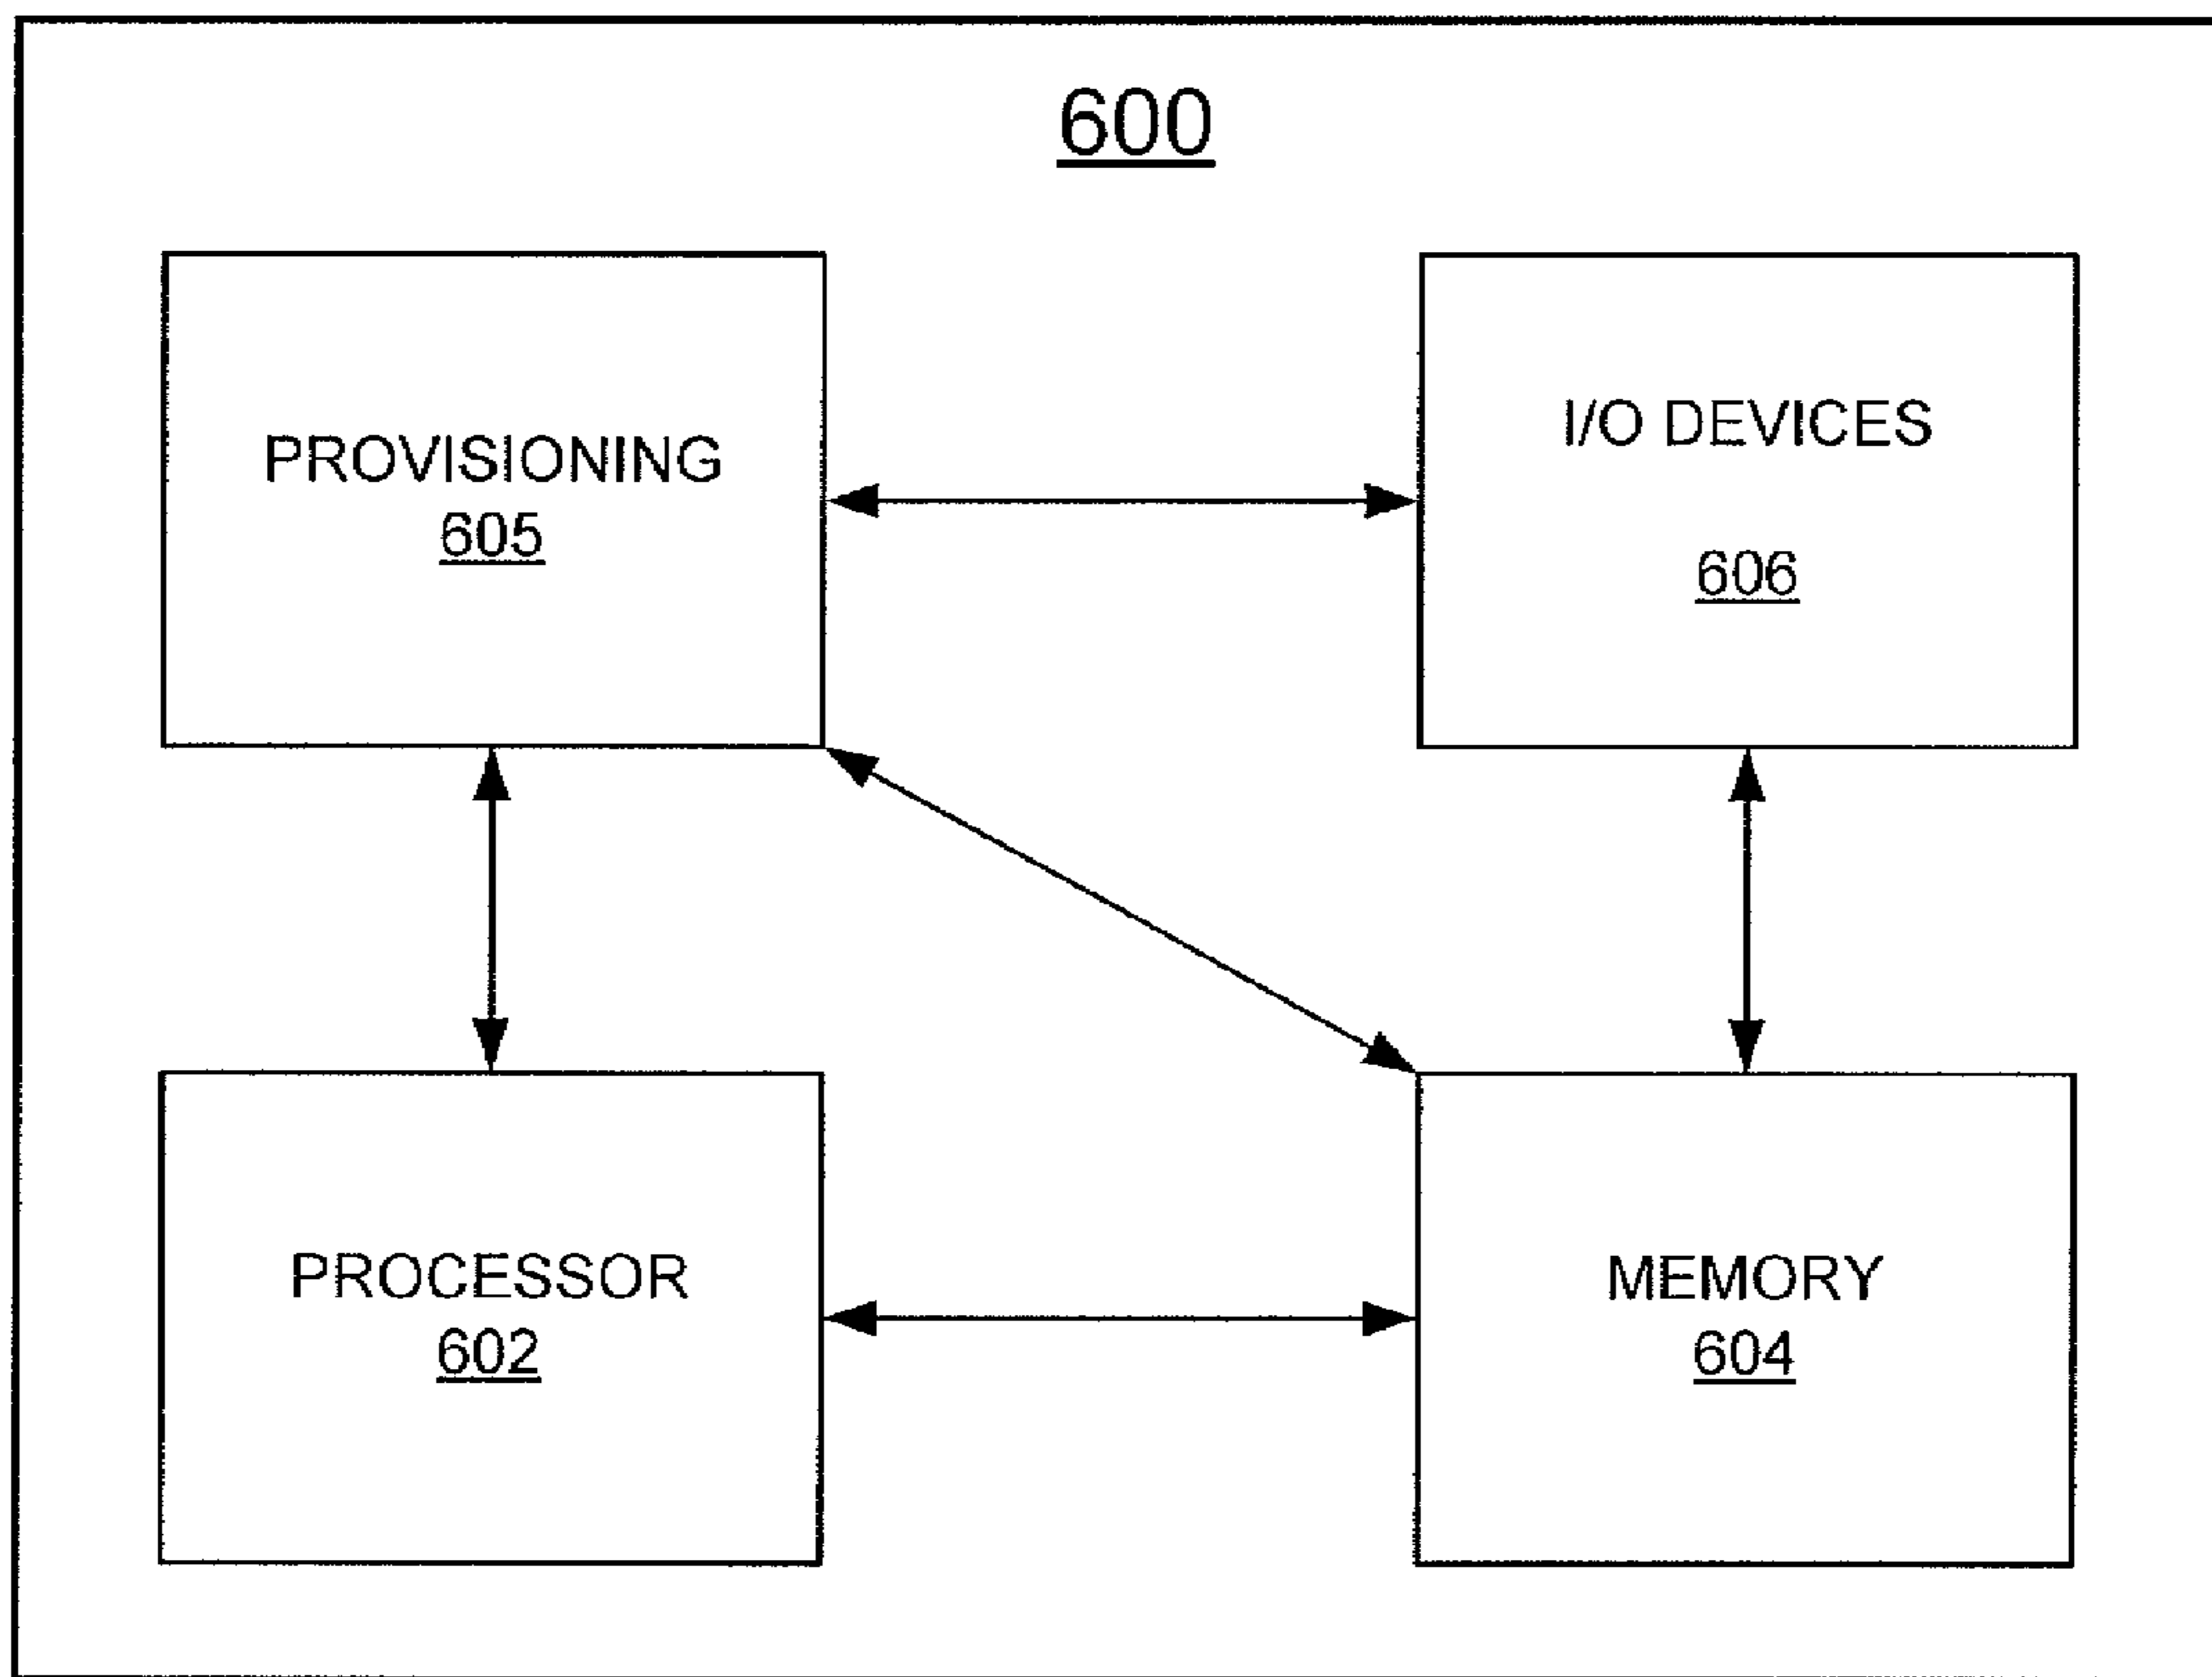 600
PROVISIONING
605
I/O DEVICES
606
PROCESSOR
602
MEMORY
604